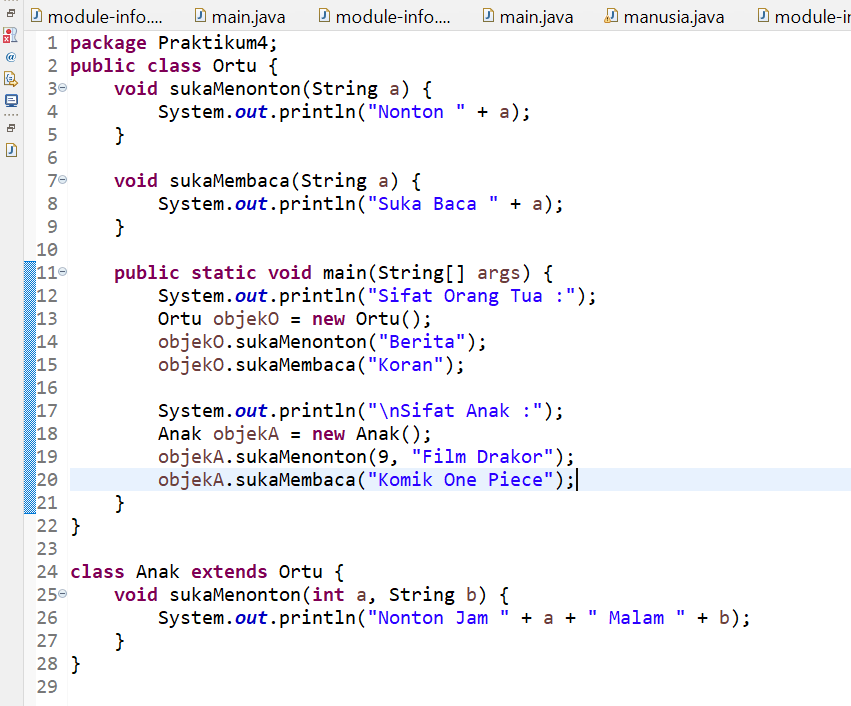 module-info.... main.java module-info.... main.java manusia.java module-in
1 package Praktikum4;
2 public class Ortu {
3 void sukaMenonton(String a) {
4 System.out.println("Nonton " + a);
5 }
6
7 void sukaMembaca(String a) {
8 System.out.println("Suka Baca " + a);
9 }
10
11 public static void main(String[] args) {
12 System.out.println("Sifat Orang Tua :");
13 Ortu objekO = new Ortu();
14 objekO.sukaMenonton("Berita");
15 objekO.sukaMembaca("Koran");
16
17 System.out.println("\nSifat Anak :");
18 Anak objekA = new Anak();
19 objekA.sukaMenonton(9, "Film Drakor");
20 objekA.sukaMembaca("Komik One Piece");
21 }
22 }
23
24 class Anak extends Ortu {
25 void sukaMenonton(int a, String b) {
26 System.out.println("Nonton Jam " + a + " Malam " + b);
27 }
28 }
29